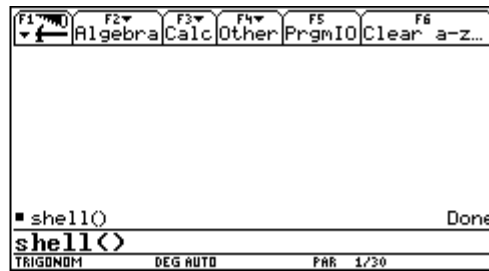 F1 F2 Algebra F3 Calc F4 Other F5 PrgmIO F6 Clear a-z...
shell() Done
shell()
TRIGONOM DEG AUTO PAR 1/30